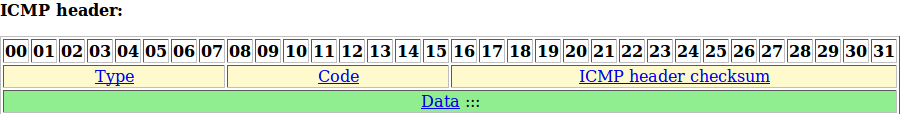 ICMP header:
00 01 02 03 04 05 06 07 08 09 10 11 12 13 14 15 16 17 18 19 20 21 22 23 24 25 26 27 28 29 30 31
Type Code ICMP header checksum
Data :::